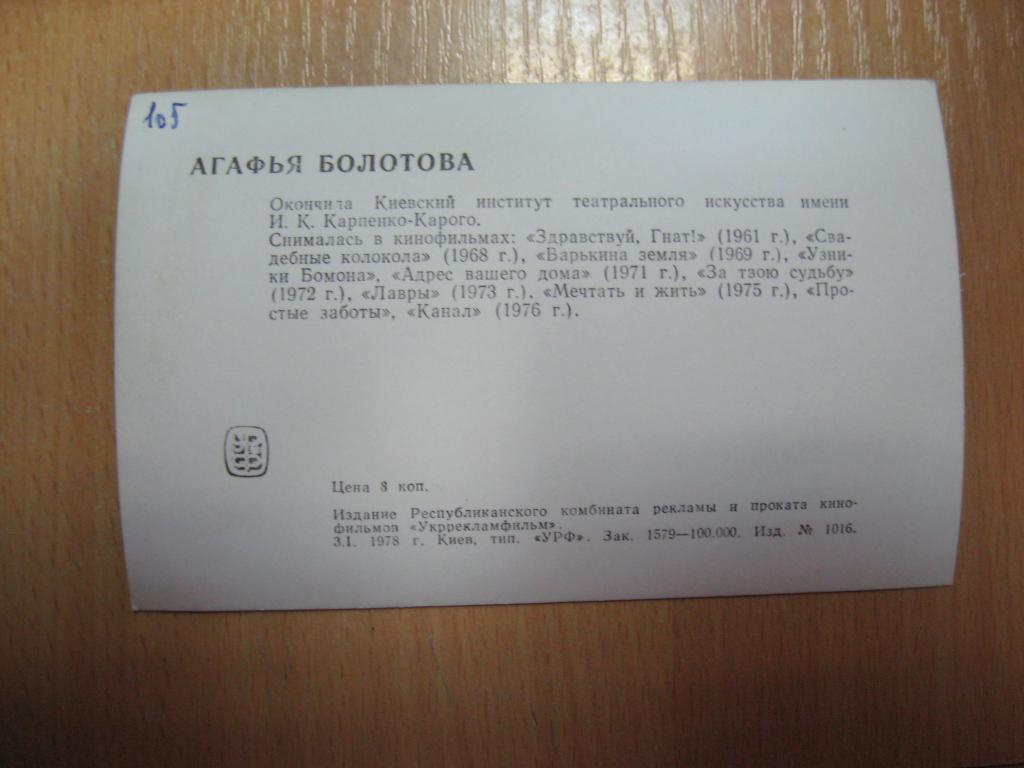 105
АГАФЬЯ БОЛОТОВА
Окончила Киевский институт театрального искусства имени
И. К. Карпенко-Карого.
Снималась в кинофильмах: «Здравствуй, Гнат!» (1961 г.), «Сва-
дебные колокола» (1968 г.), «Варькина земля» (1969 г.), «Узни-
ки Бомона», «Адрес вашего дома» (1971 г.), «За твою судьбу»
(1972 г.), «Лавры» (1973 г.). «Мечтать и жить» (1975 г.), «Про-
стые заботы», «Канал» (1976 г.).
Цена 8 коп.
Издание Республиканского комбината рекламы и проката кино-
фильмов «Укррекламфильм».
3.1. 1978 г. Киев, тип. «УРФ». Зак. 1579—100.000. Изд. № 1016.